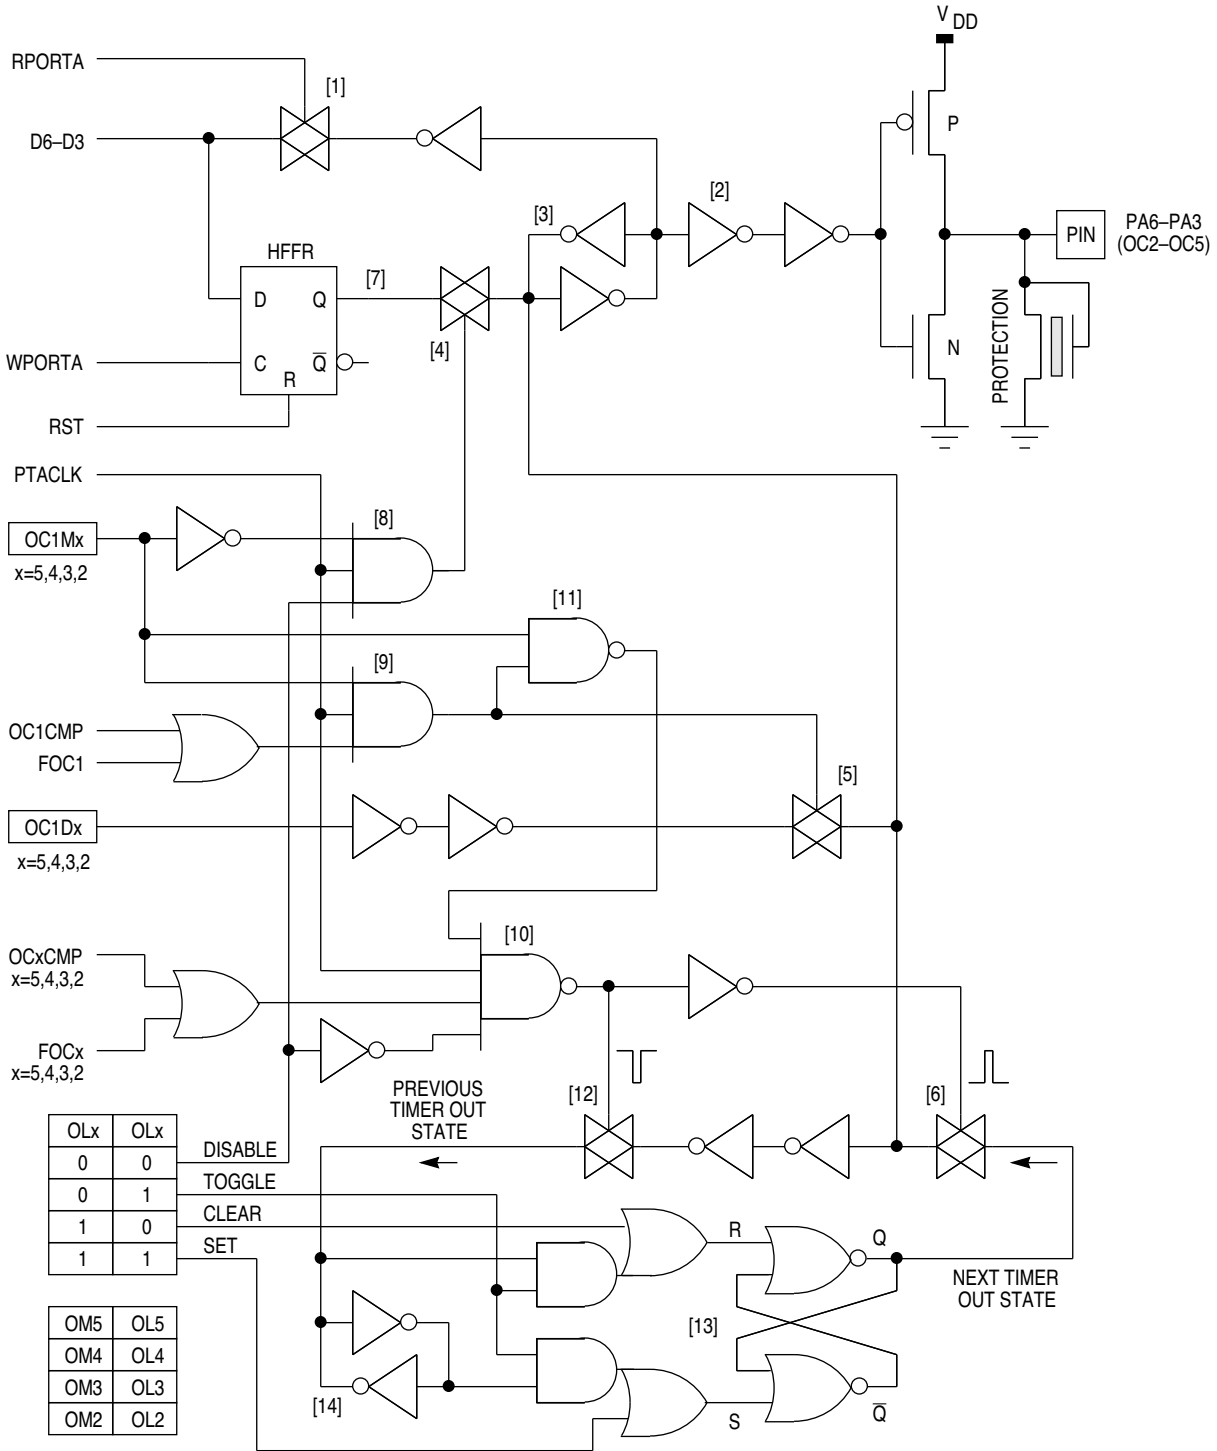 V DD
RPORTA
[1]
P
D6–D3
[2]
[3]
PIN
PA6–PA3
(OC2–OC5)
HFFR
[7]
D
Q
[4]
N
PROTECTION
WPORTA
C
Q
R
RST
PTACLK
[8]
OC1Mx
x=5,4,3,2
[11]
[9]
OC1CMP
FOC1
[5]
OC1Dx
x=5,4,3,2
[10]
OCxCMP
x=5,4,3,2
FOCx
x=5,4,3,2
PREVIOUS
TIMER OUT
STATE
[12]
[6]
OLx OLx
0 0 DISABLE
0 1 TOGGLE
1 0 CLEAR
1 1 SET
R
Q
NEXT TIMER
OUT STATE
OM5 OL5
OM4 OL4
OM3 OL3
OM2 OL2
[13]
[14]
S
Q